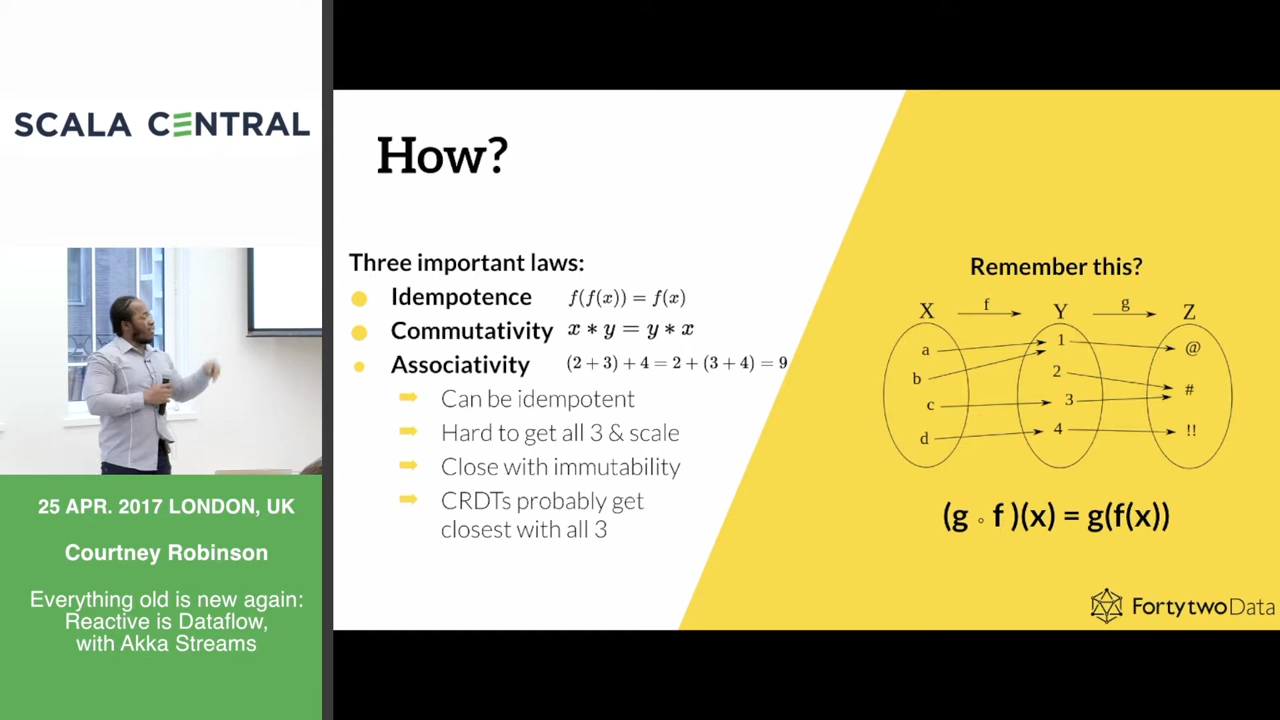 SCALA CENTRAL
25 APR. 2017 LONDON, UK
Courtney Robinson
Everything old is new again:
Reactive is Dataflow,
with Akka Streams
How?
Three important laws:
Idempotence f(f(x)) = f(x)
Commutativity x * y = y * x
Associativity (2 + 3) + 4 = 2 + (3 + 4) = 9
Can be idempotent
Hard to get all 3 & scale
Close with immutability
CRDTs probably get
closest with all 3
Remember this?
X f Y g Z
a 1 @
b 2 #
c 3
d 4 !!
(g ∘ f )(x) = g(f(x))
FortytwoData